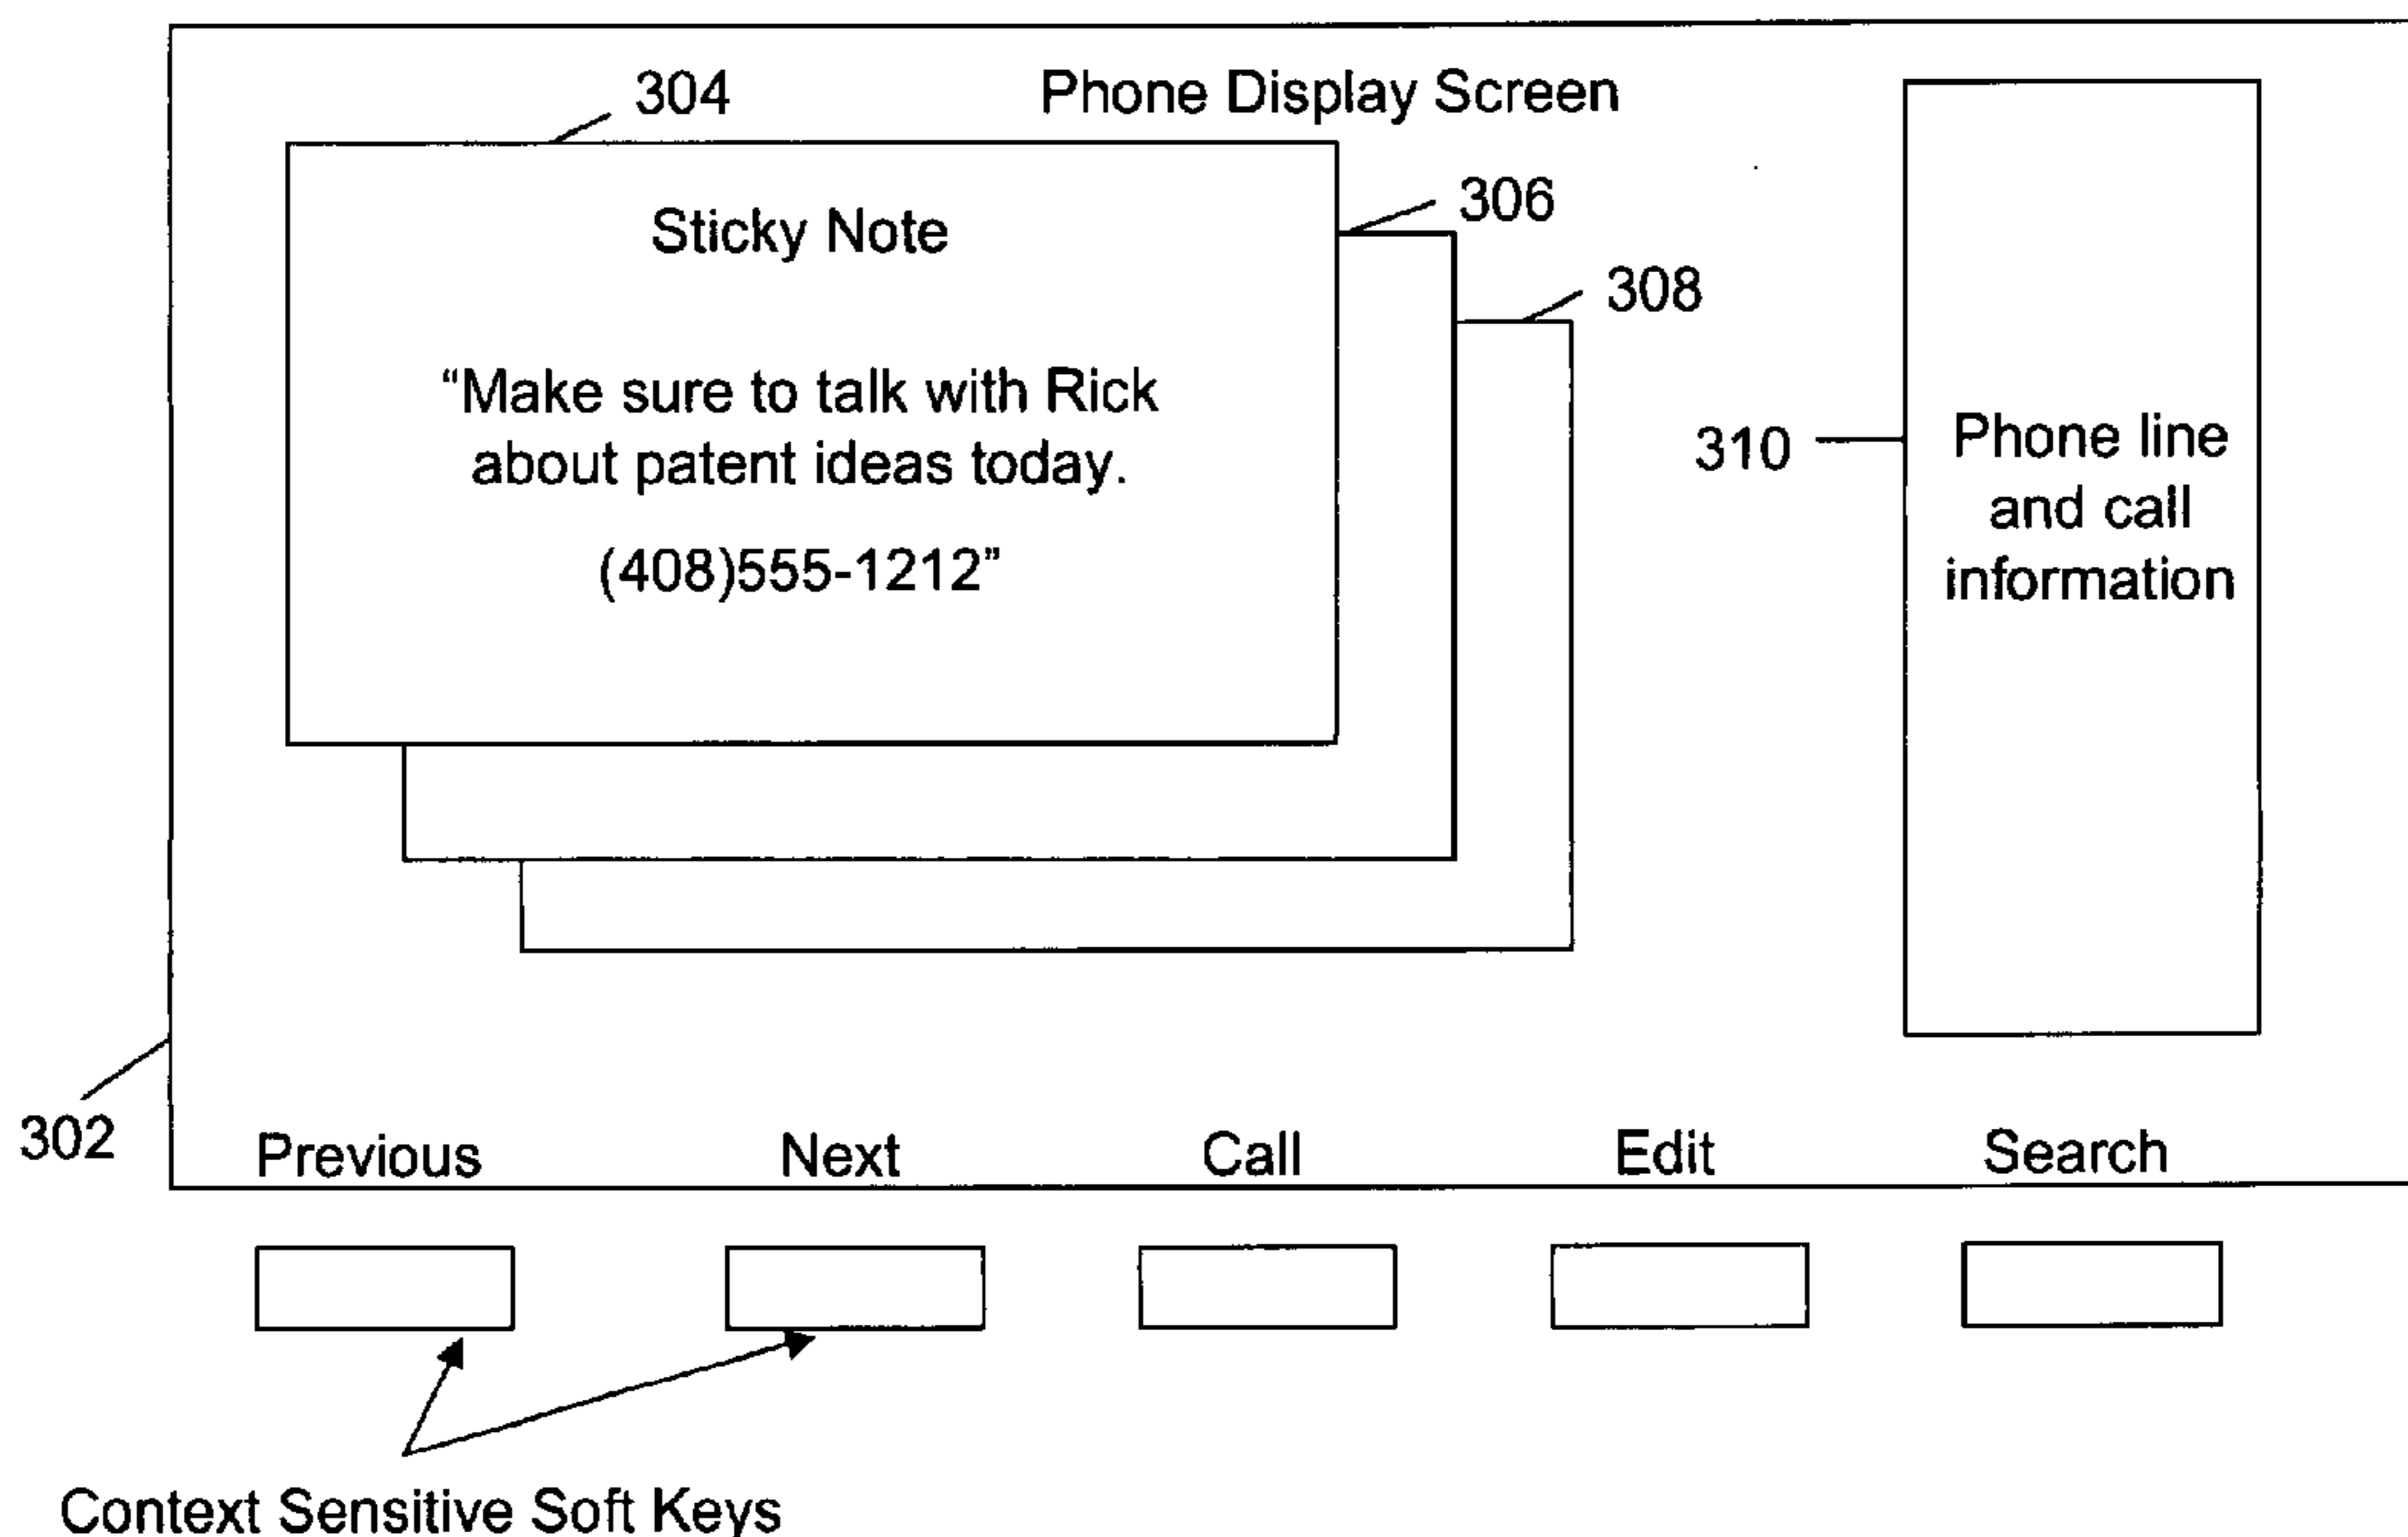 304
Phone Display Screen
306
Sticky Note
308
“Make sure to talk with Rick
about patent ideas today.
(408)555-1212”
310
Phone line
and call
information
302
Previous
Next
Call
Edit
Search
Context Sensitive Soft Keys